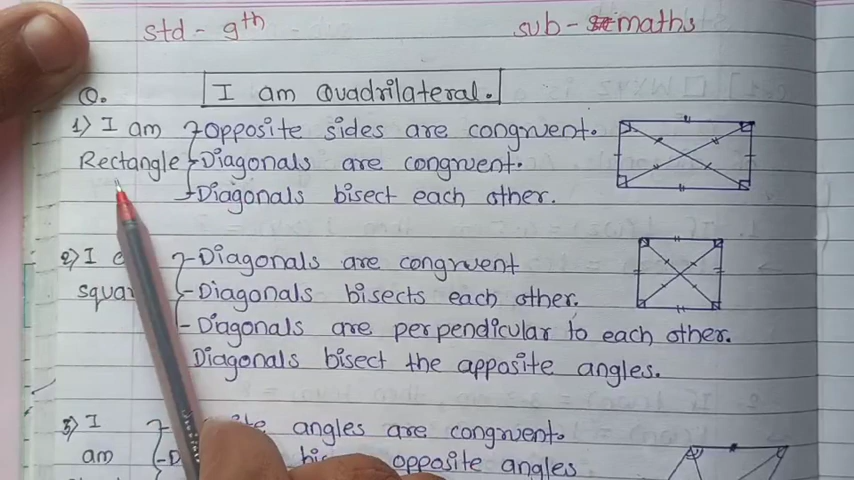 std - 9th sub - maths
Q. I am Quadrilateral.
1) I am Opposite sides are congruent.
Rectangle Diagonals are congruent.
Diagonals bisect each other.
2) I Diagonals are congruent
Diagonals bisects each other.
Diagonals are perpendicular to each other.
Diagonals bisect the apposite angles.
3) I angles are congruent.
am opposite angles